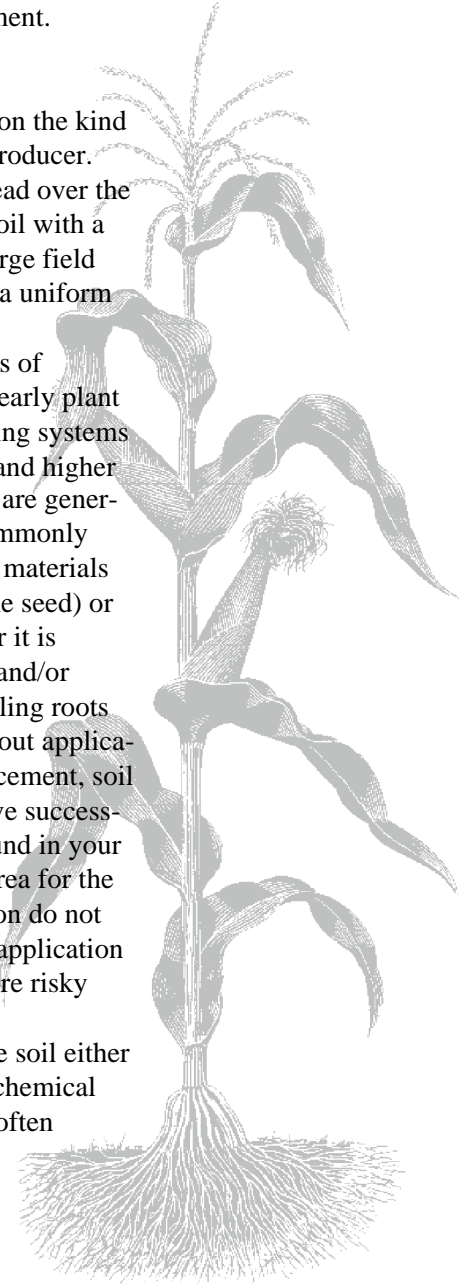 nent.
on the kind
roducer.
ead over the
oil with a
rge field
a uniform
s of
early plant
ing systems
and higher
are gener-
mmonly
materials
e seed) or
r it is
and/or
ling roots
out applica-
cement, soil
ve success-
und in your
rea for the
on do not
application
re risky
e soil either
chemical
often